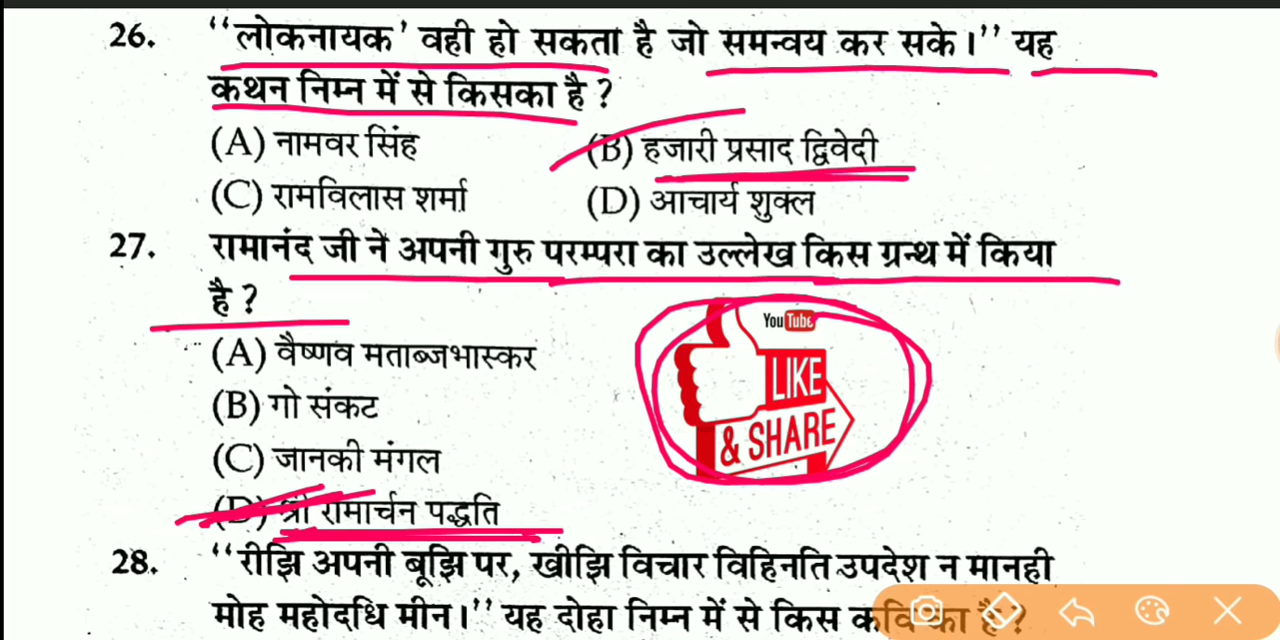 26. “लोकनायक’ वही हो सकता है जो समन्वय कर सके।” यह
कथन निम्न में से किसका है ?
(A) नामवर सिंह (B) हजारी प्रसाद द्विवेदी
(C) रामविलास शर्मा (D) आचार्य शुक्ल
27. रामानंद जी ने अपनी गुरु परम्परा का उल्लेख किस ग्रन्थ में किया
है ?
(A) वैष्णव मताब्जभास्कर
(B) गो संकट
(C) जानकी मंगल
(D) श्री रामार्चन पद्धति
YouTube
LIKE
& SHARE
28. “रीझि अपनी बूझि पर, खीझि विचार विहिनति उपदेश न मानही
मोह महोदधि मीन।” यह दोहा निम्न में से किस कवि का है ?